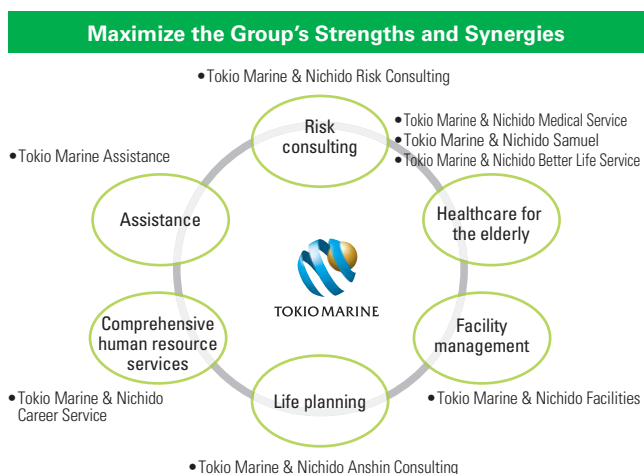 Maximize the Group's Strengths and Synergies
•Tokio Marine & Nichido Risk Consulting
Risk
consulting
•Tokio Marine & Nichido Medical Service
•Tokio Marine & Nichido Samuel
•Tokio Marine & Nichido Better Life Service
•Tokio Marine Assistance
Assistance
Healthcare for
the elderly
TOKIO MARINE
Comprehensive
human resource
services
Facility
management
•Tokio Marine & Nichido
Career Service
Life planning
•Tokio Marine & Nichido Facilities
•Tokio Marine & Nichido Anshin Consulting